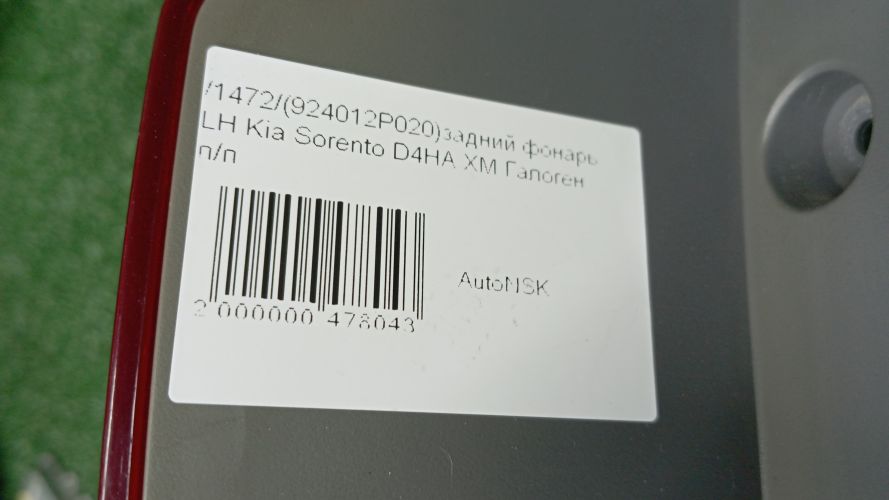 /1472/(924012P020)задний фонарь
LH Kia Sorento D4HA XM Галоген
п/п
AutoNSK
2 000000 478043